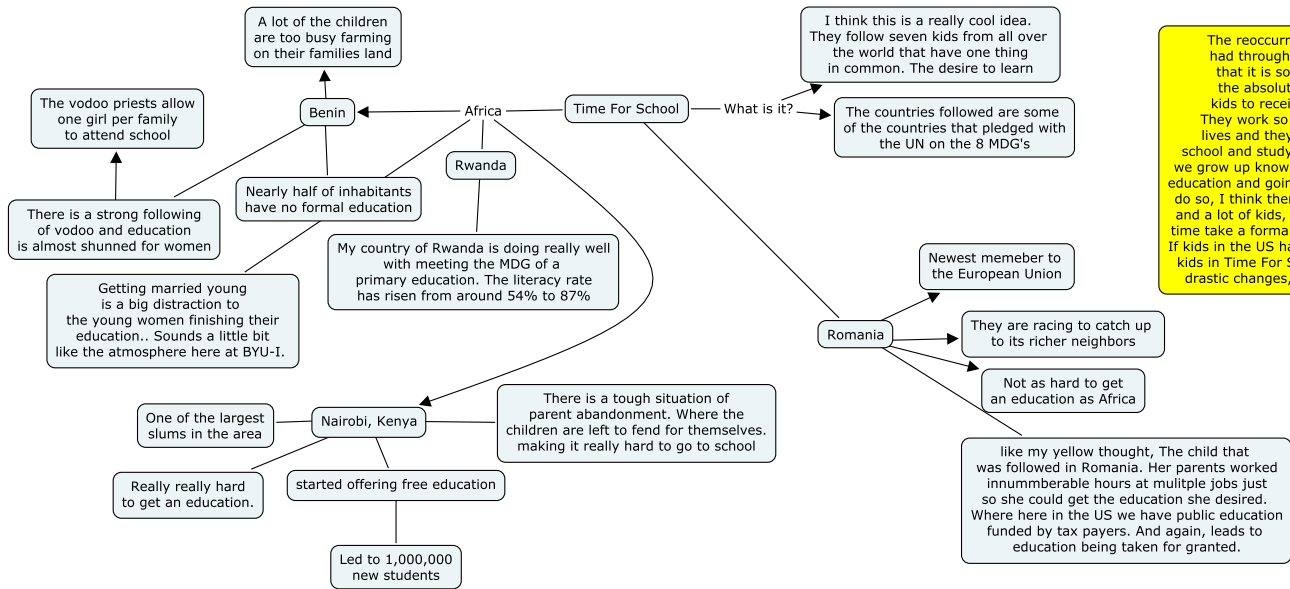 A lot of the children
are too busy farming
on their families land
I think this is a really cool idea.
They follow seven kids from all over
the world that have one thing
in common. The desire to learn
The vodoo priests allow
one girl per family
to attend school
Benin
Africa
Time For School
What is it?
The countries followed are some
of the countries that pledged with
the UN on the 8 MDG's
Rwanda
Nearly half of inhabitants
have no formal education
There is a strong following
of vodoo and education
is almost shunned for women
My country of Rwanda is doing really well
with meeting the MDG of a
primary education. The literacy rate
has risen from around 54% to 87%
Getting married young
is a big distraction to
the young women finishing their
education.. Sounds a little bit
like the atmosphere here at BYU-I.
The
had through
that it is so
the
kids to
They work so
lives and they
school and study
we grow up
education and
do so, I think
and a lot of kids,
time take a
If kids in the US
kids in Time For
drastic changes,
Newest memeber to
the European Union
Romania
They are racing to catch up
to its richer neighbors
Not as hard to get
an education as Africa
One of the largest
slums in the area
Nairobi, Kenya
There is a tough situation of
parent abandonment. Where the
children are left to fend for themselves.
making it really hard to go to school
Really really hard
to get an education.
started offering free education
Led to 1,000,000
new students
like my yellow thought, The child that
was followed in Romania. Her parents worked
innummberable hours at mulitple jobs just
so she could get the education she desired.
Where here in the US we have public education
funded by tax payers. And again, leads to
education being taken for granted.